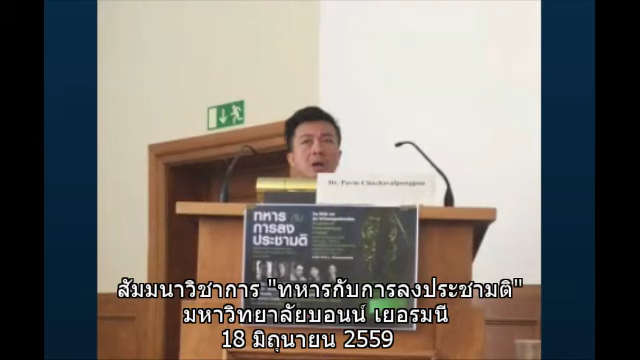 Dr. Pavin Chachavalpongpun
ทหาร
กับ
การลง
ประชามติ
สัมมนาวิชาการ "ทหารกับการลงประชามติ"
มหาวิทยาลัยบอนน์ เยอรมนี
18 มิถุนายน 2559